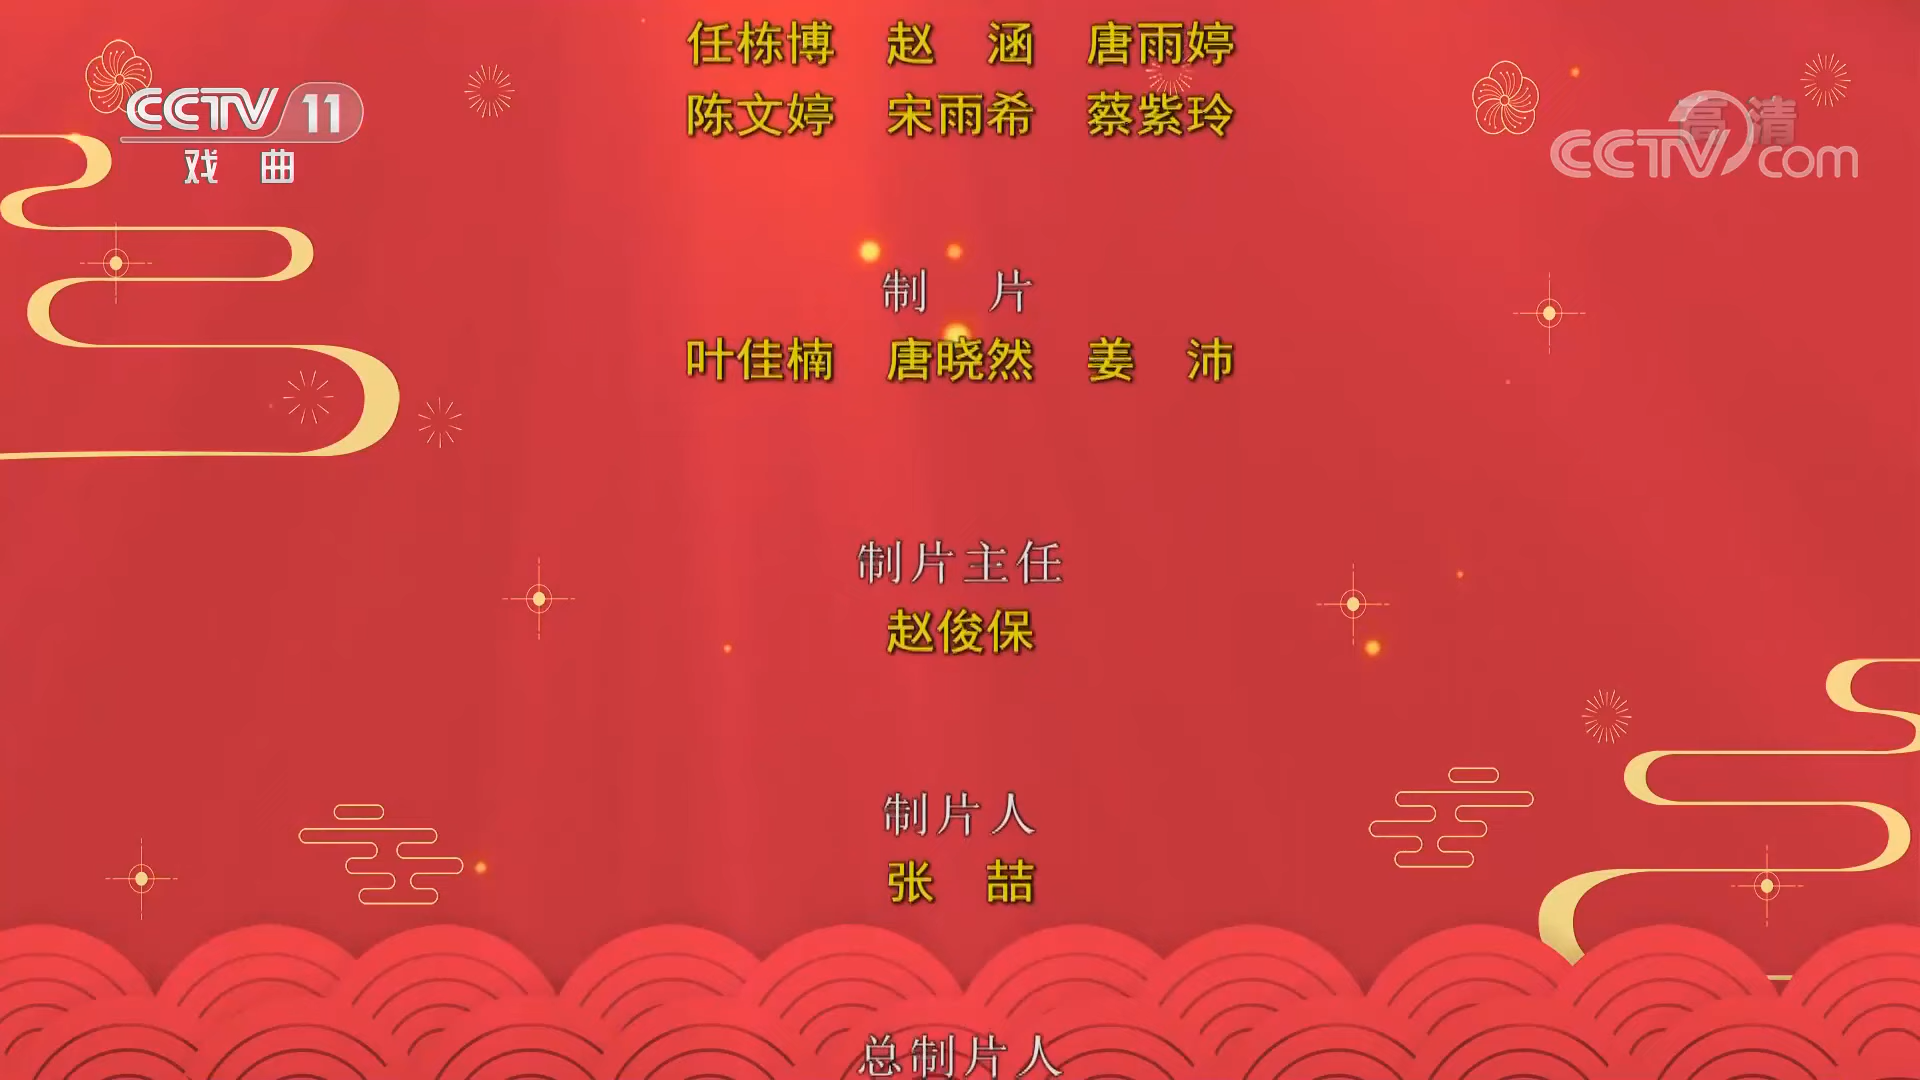 任栋博 赵 涵 唐雨婷
陈文婷 宋雨希 蔡紫玲
CCTV 11
戏 曲
高清
CCTV.com
制 片
叶佳楠 唐晓然 姜 沛
制片主任
赵俊保
制片人
张 喆
总制片人